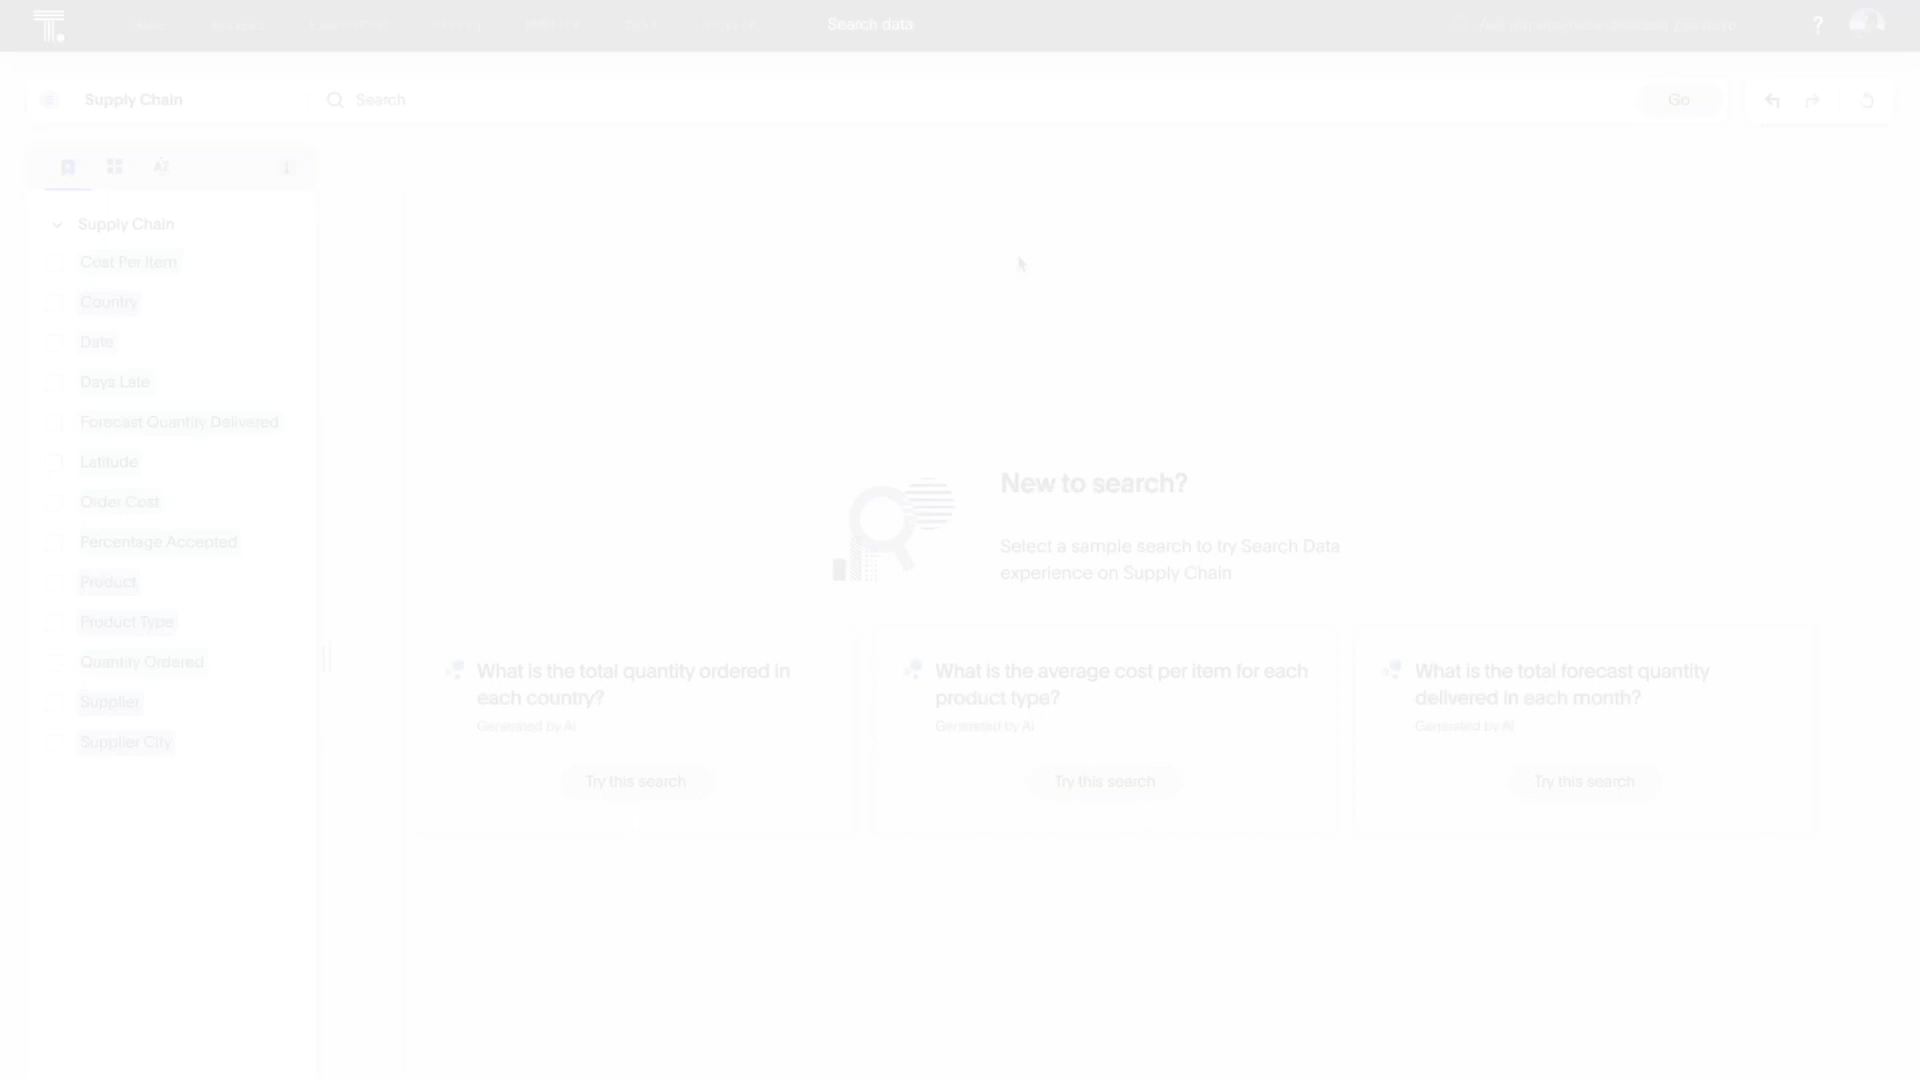 Search data
?
Supply Chain
Search
Go
AZ
1
Supply Chain
Cost Per Item
Country
Date
Days Late
Forecast Quantity Delivered
Latitude
Order Cost
Percentage Accepted
Product
Product Type
Quantity Ordered
Supplier
Supplier City
New to search?
Select a sample search to try Search Data
experience on Supply Chain
What is the total quantity ordered in
each country?
Generated by AI
Try this search
What is the average cost per item for each
product type?
Generated by AI
Try this search
What is the total forecast quantity
delivered in each month?
Generated by AI
Try this search